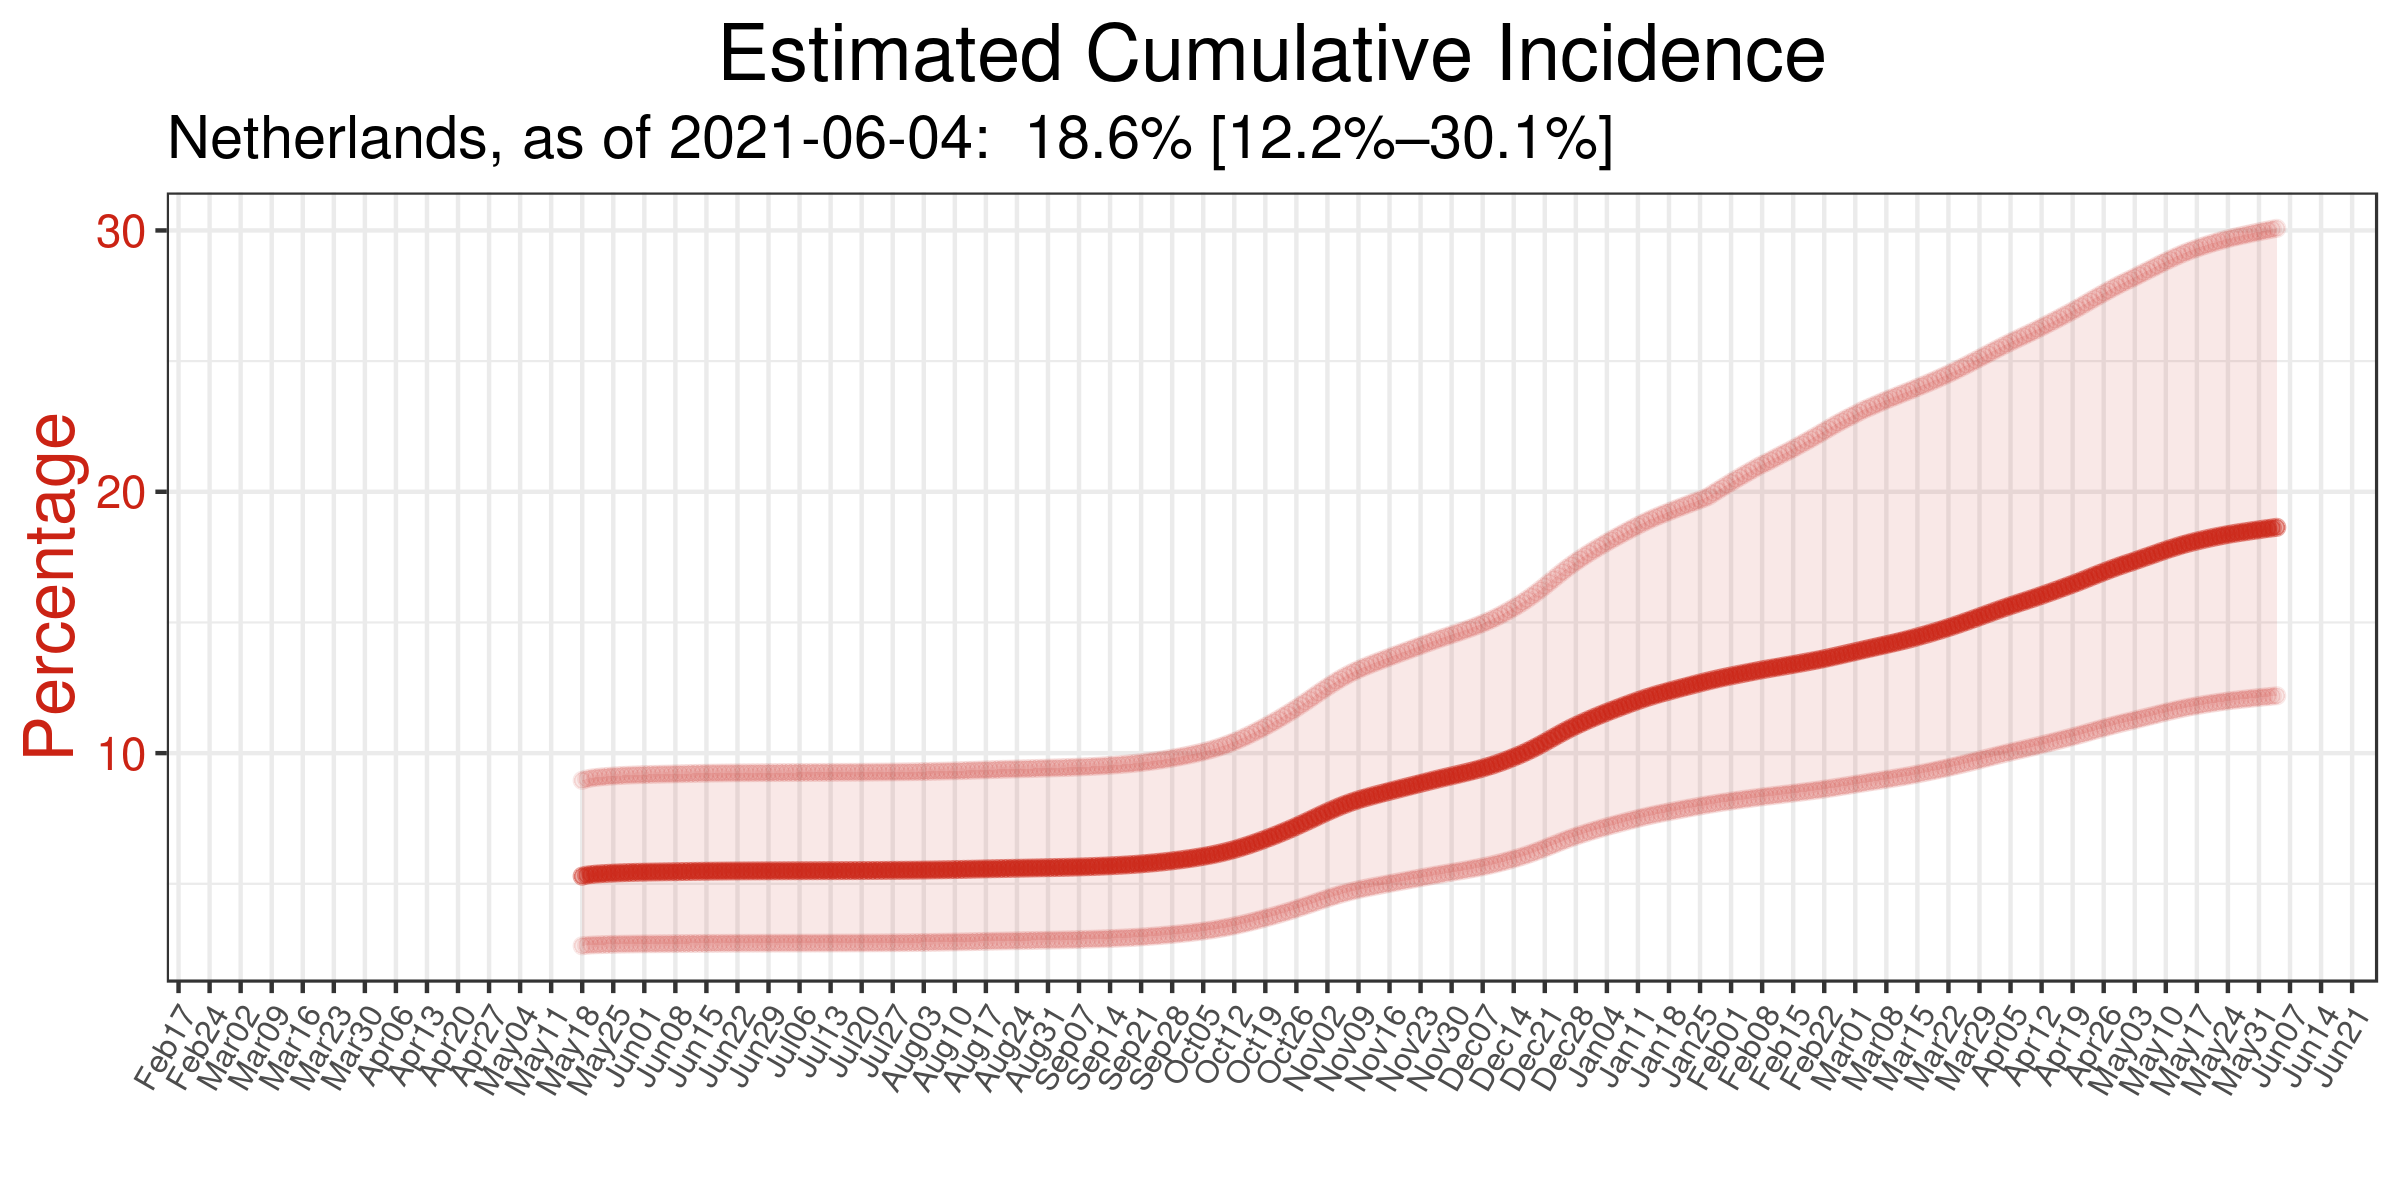 Estimated Cumulative Incidence
Netherlands, as of 2021-06-04:  18.6% [12.2%–30.1%]
Percentage
30
20
10
Feb17
Feb24
Mar02
Mar09
Mar16
Mar23
Mar30
Apr06
Apr13
Apr20
Apr27
May04
May11
May18
May25
Jun01
Jun08
Jun15
Jun22
Jun29
Jul06
Jul13
Jul20
Jul27
Aug03
Aug10
Aug17
Aug24
Aug31
Sep07
Sep14
Sep21
Sep28
Oct05
Oct12
Oct19
Oct26
Nov02
Nov09
Nov16
Nov23
Nov30
Dec07
Dec14
Dec21
Dec28
Jan04
Jan11
Jan18
Jan25
Feb01
Feb08
Feb15
Feb22
Mar01
Mar08
Mar15
Mar22
Mar29
Apr05
Apr12
Apr19
Apr26
May03
May10
May17
May24
May31
Jun07
Jun14
Jun21